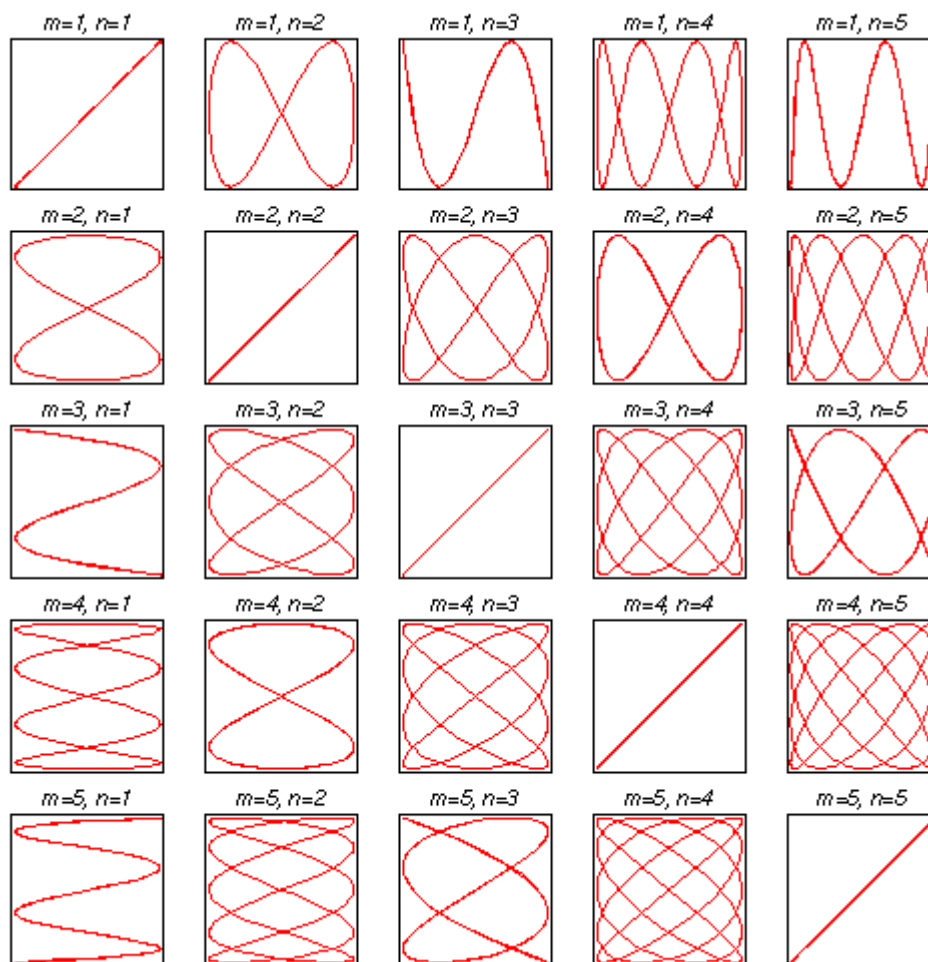 m=1, n=1 m=1, n=2 m=1, n=3 m=1, n=4 m=1, n=5
m=2, n=1 m=2, n=2 m=2, n=3 m=2, n=4 m=2, n=5
m=3, n=1 m=3, n=2 m=3, n=3 m=3, n=4 m=3, n=5
m=4, n=1 m=4, n=2 m=4, n=3 m=4, n=4 m=4, n=5
m=5, n=1 m=5, n=2 m=5, n=3 m=5, n=4 m=5, n=5